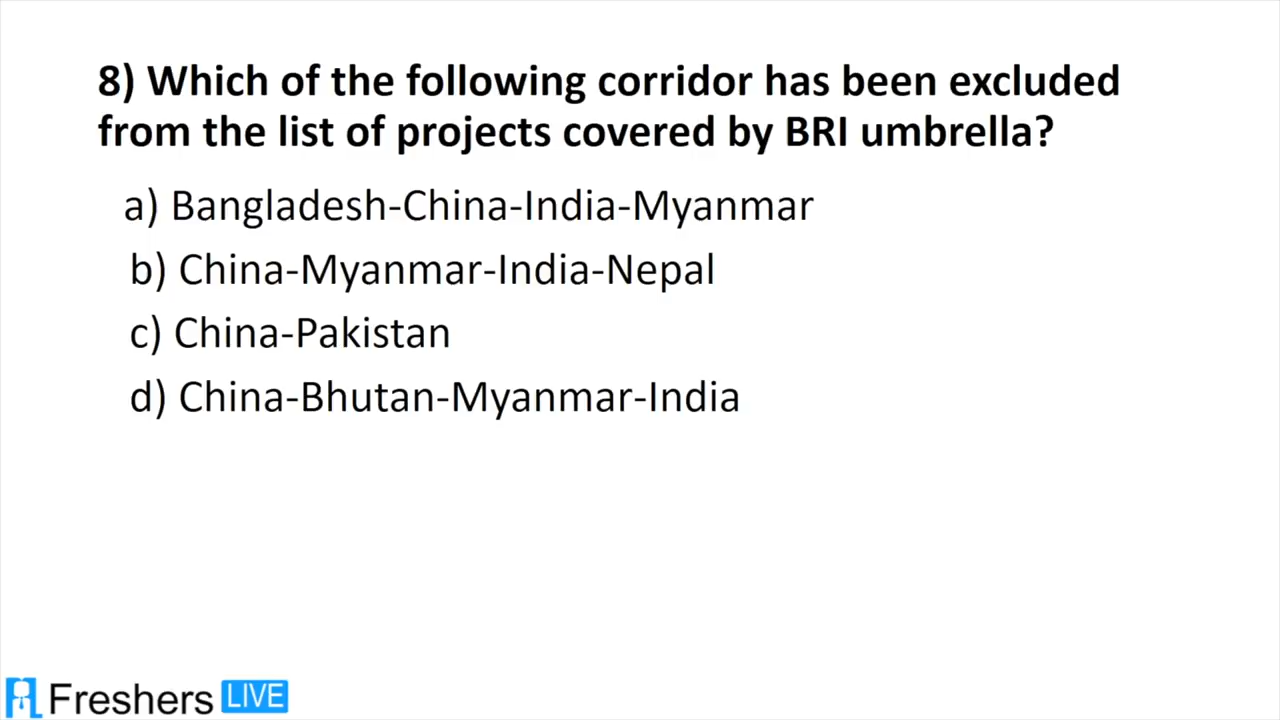 8) Which of the following corridor has been excluded
from the list of projects covered by BRI umbrella?
a) Bangladesh-China-India-Myanmar
b) China-Myanmar-India-Nepal
c) China-Pakistan
d) China-Bhutan-Myanmar-India
Freshers LIVE